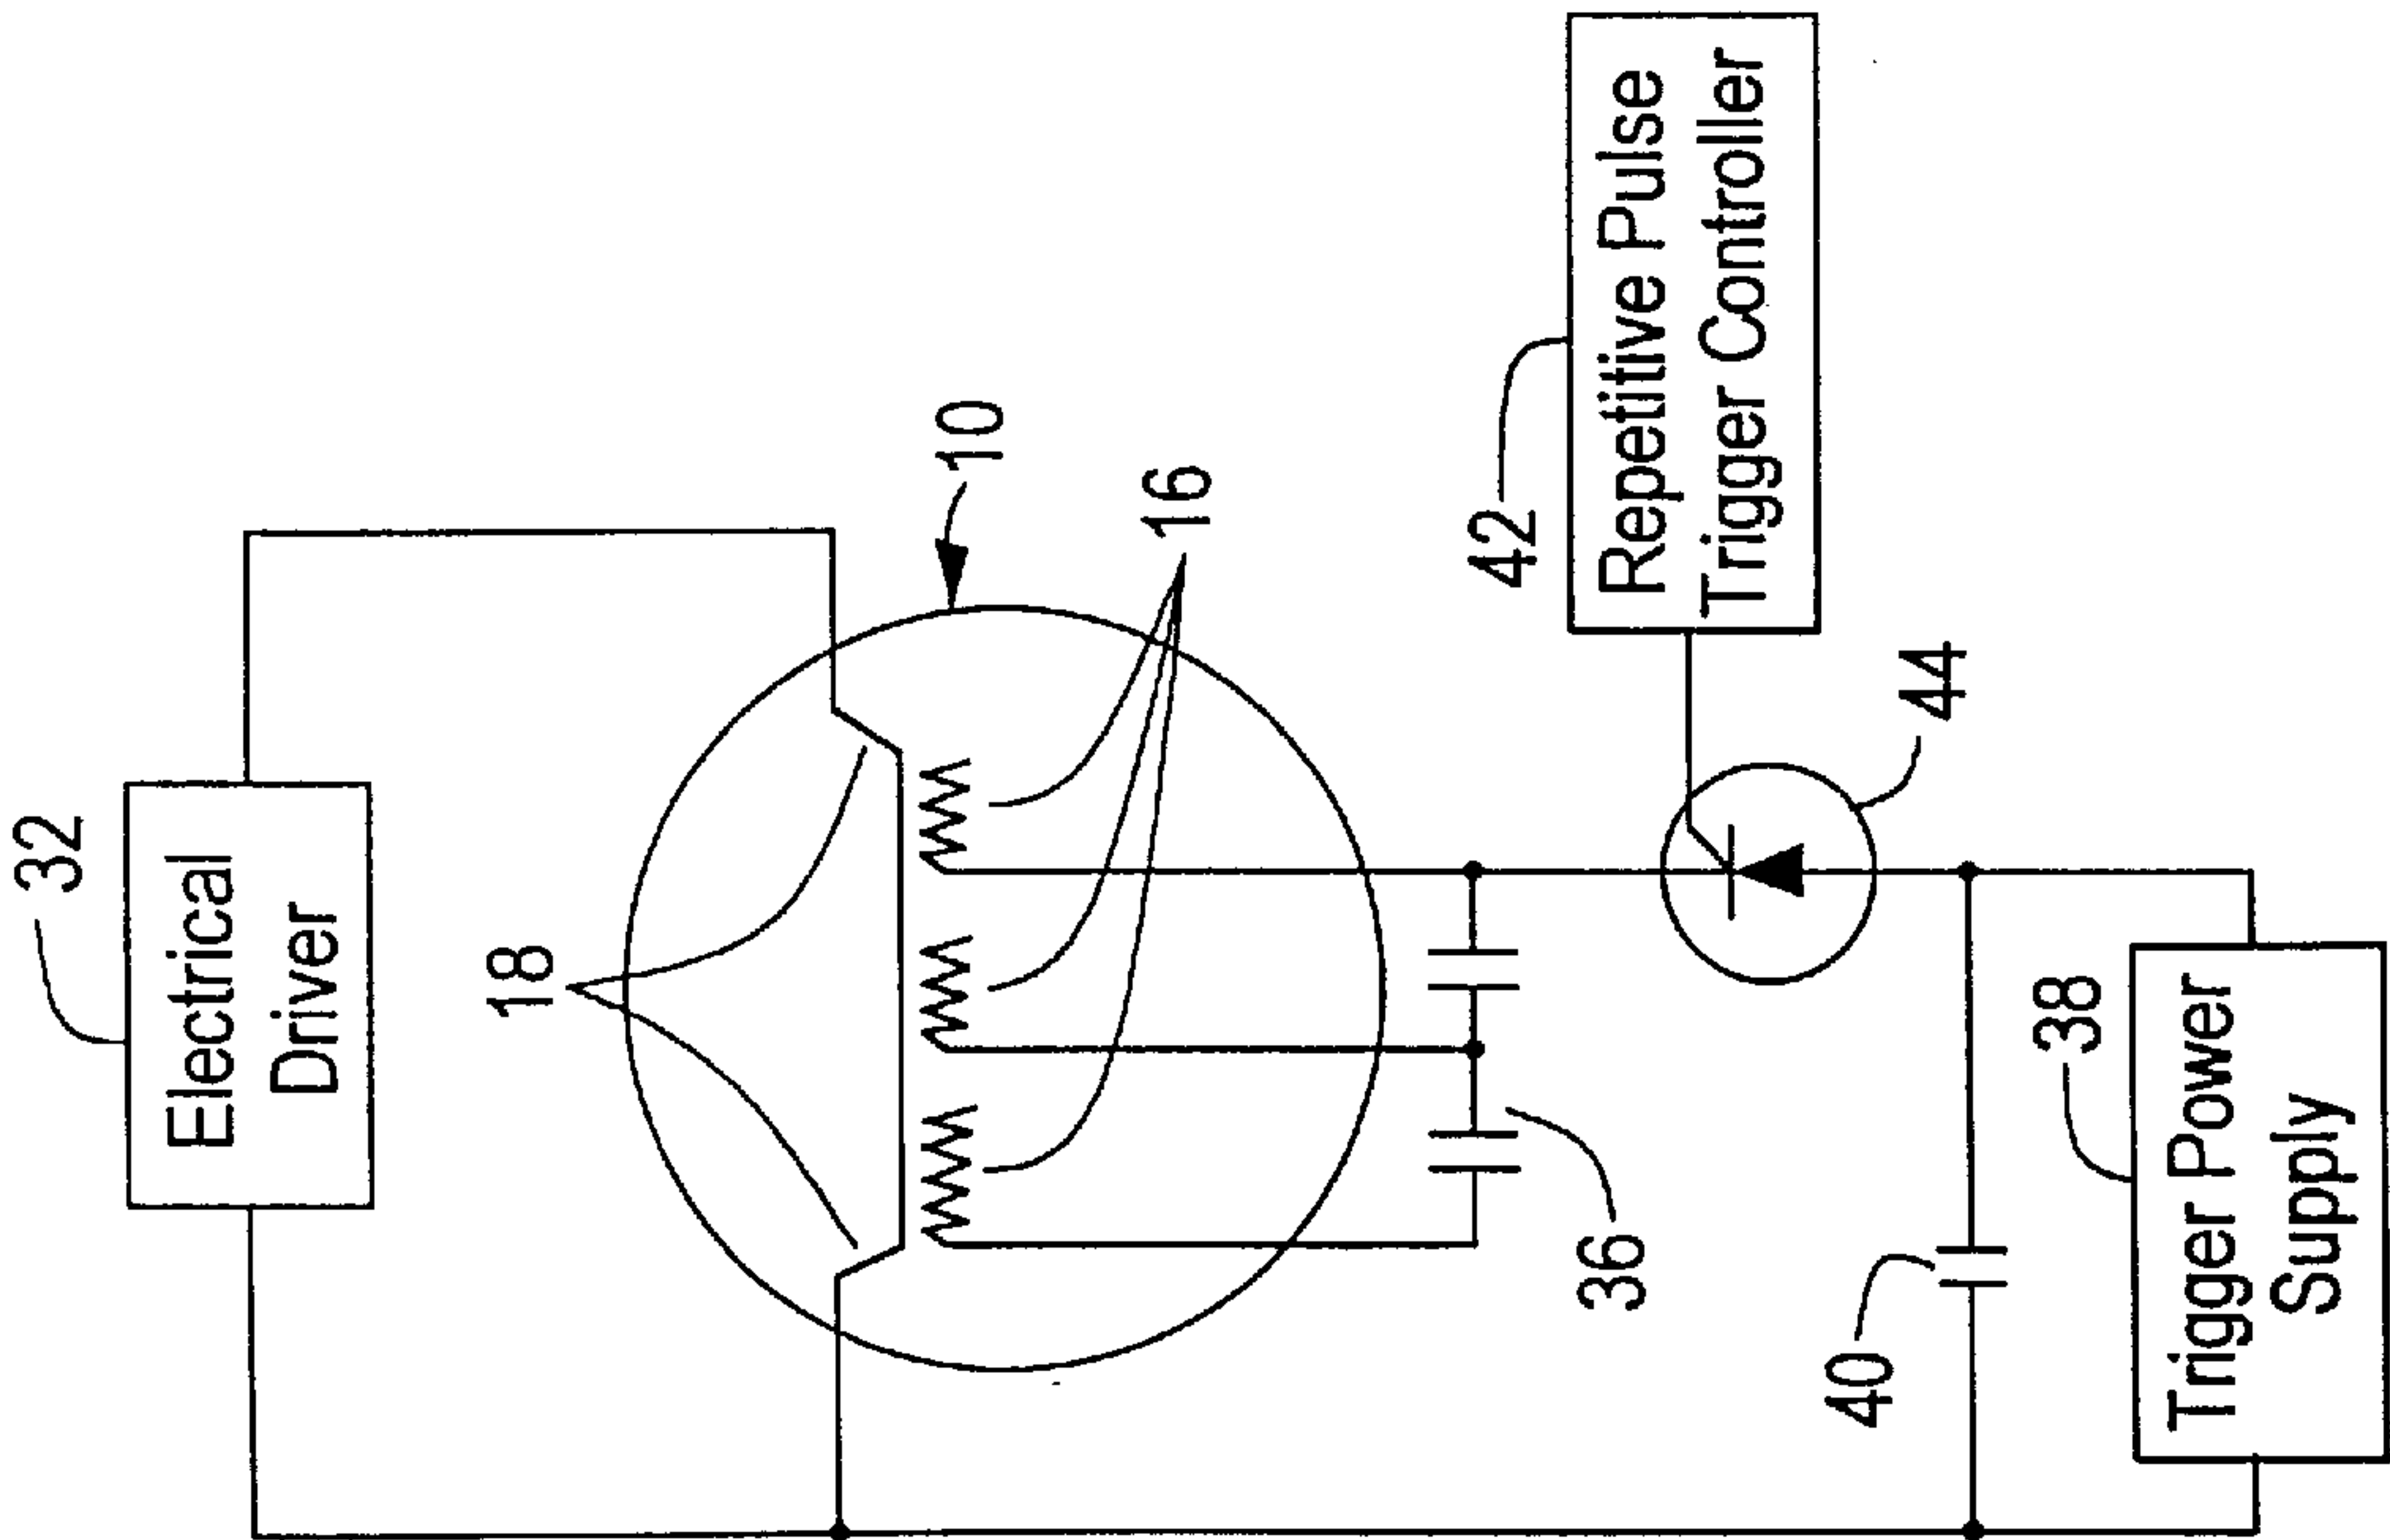 32
Electrical
Driver
18
10
16
42
Repetitive Pulse
Trigger Controller
44
36
40
38
Trigger Power
Supply